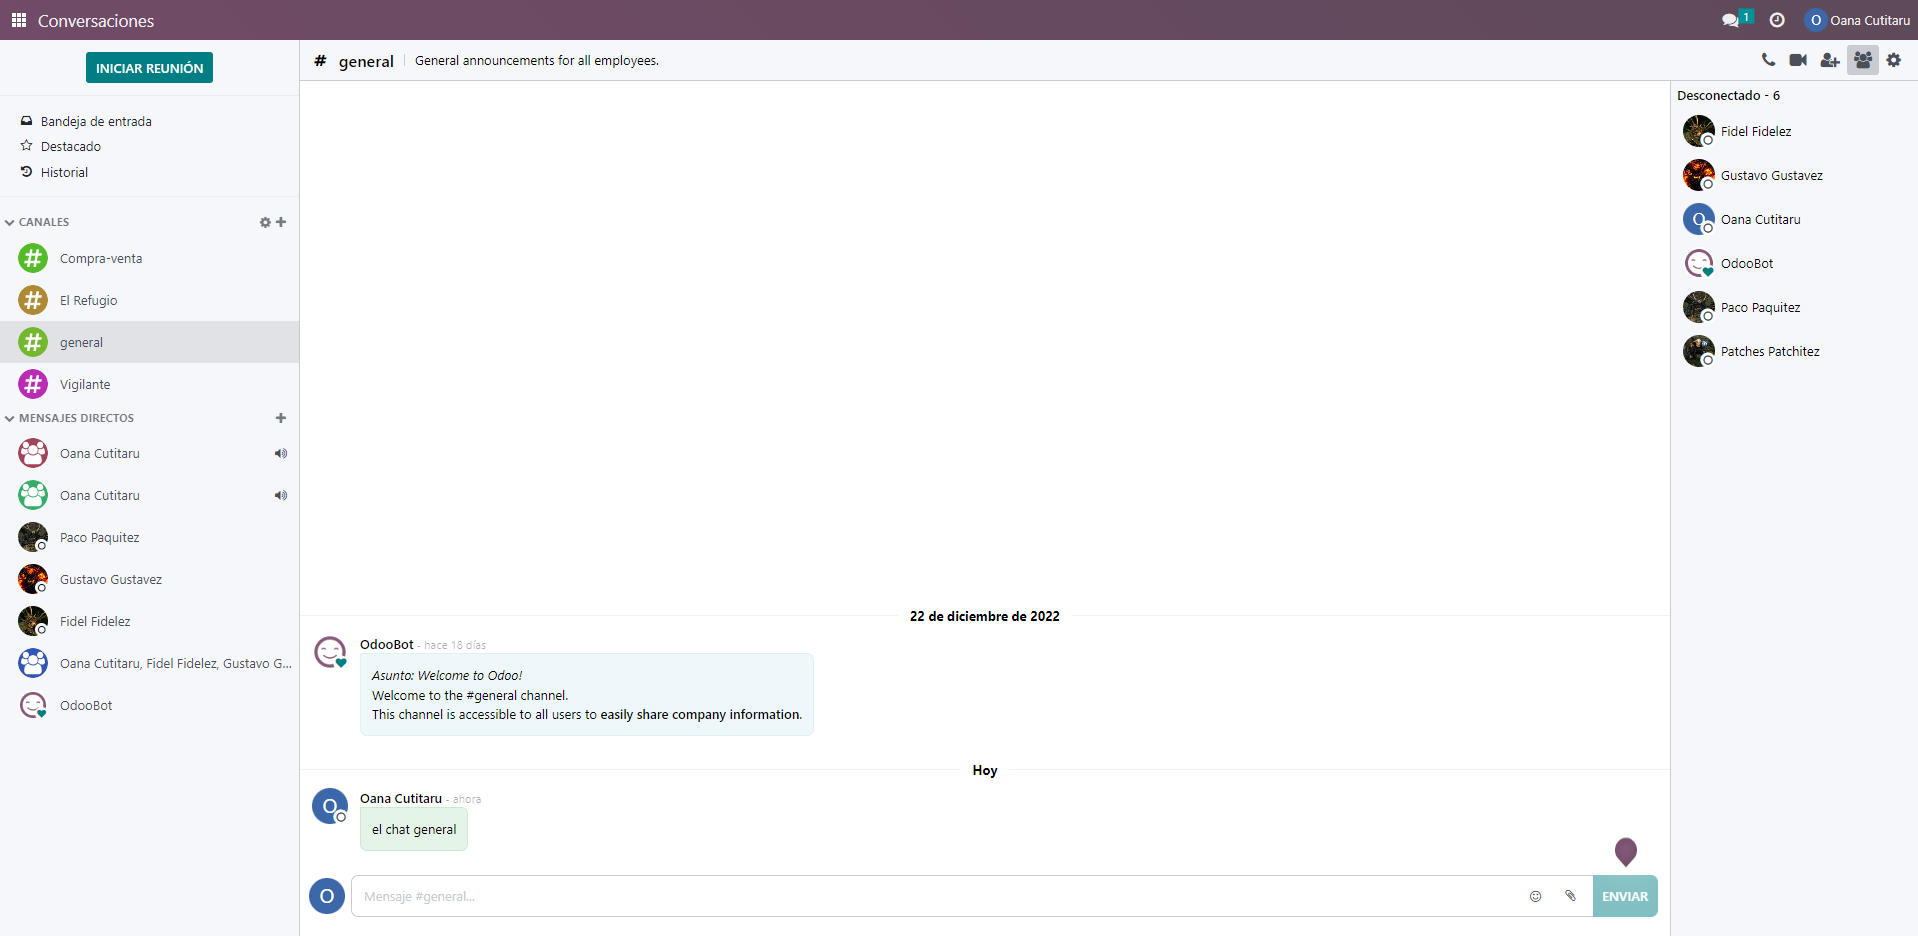 Conversaciones
1
O Oana Cutitaru
INICIAR REUNIÓN
Bandeja de entrada
Destacado
Historial
CANALES
# Compra-venta
# El Refugio
# general
# Vigilante
MENSAJES DIRECTOS
Oana Cutitaru
Oana Cutitaru
Paco Paquitez
Gustavo Gustavez
Fidel Fidelez
Oana Cutitaru, Fidel Fidelez, Gustavo G...
OdooBot
# general General announcements for all employees.
22 de diciembre de 2022
OdooBot - hace 18 días
Asunto: Welcome to Odoo!
Welcome to the #general channel.
This channel is accessible to all users to easily share company information.
Hoy
O Oana Cutitaru - ahora
el chat general
O Mensaje #general...
ENVIAR
Desconectado - 6
Fidel Fidelez
Gustavo Gustavez
O Oana Cutitaru
OdooBot
Paco Paquitez
Patches Patchitez